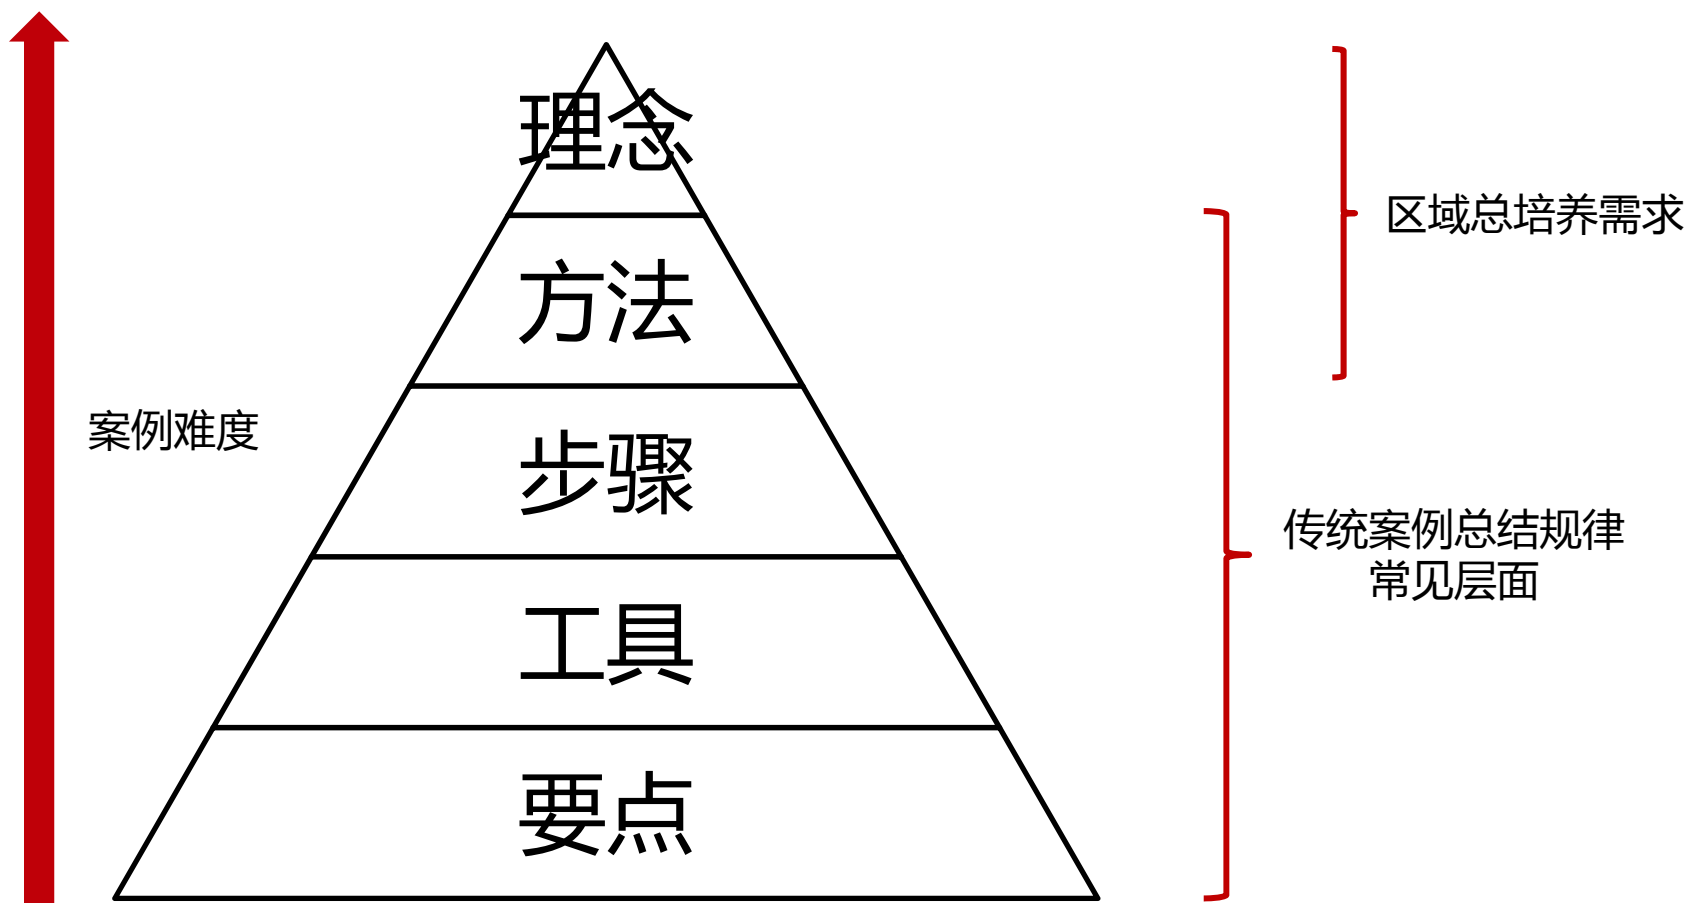 理念
方法
步骤
工具
要点
案例难度
区域总培养需求
传统案例总结规律
常见层面